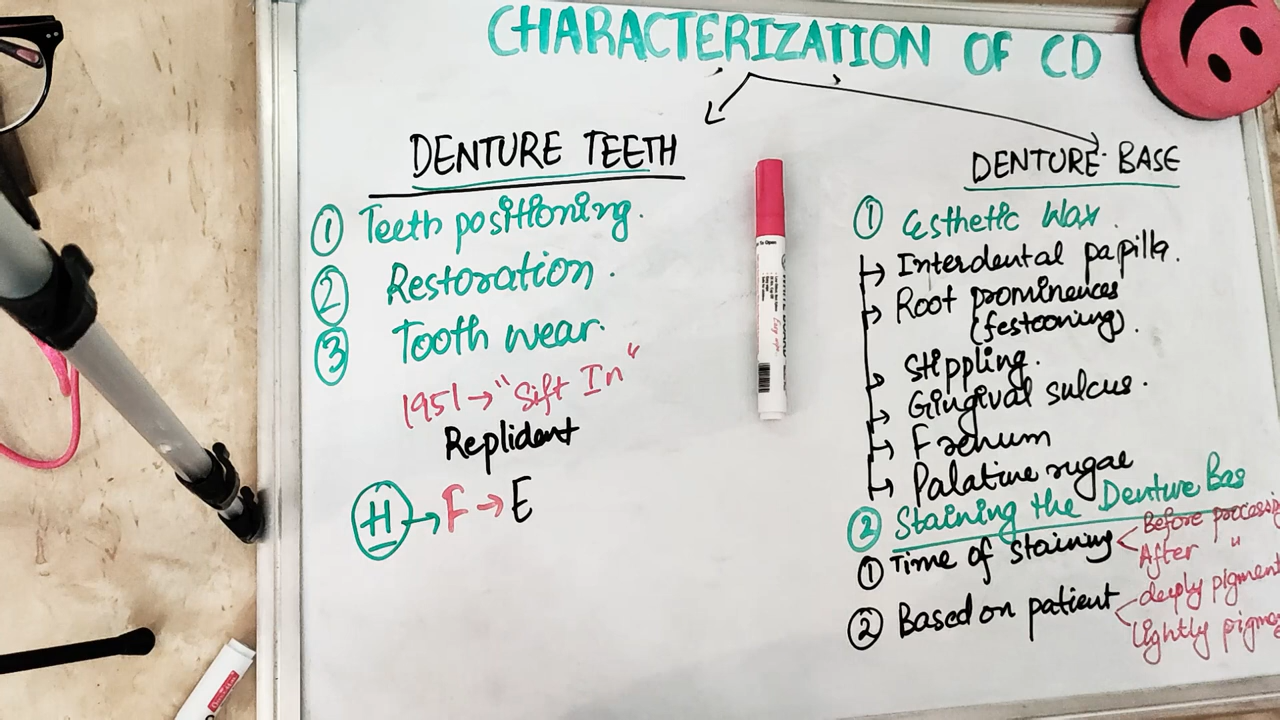 CHARACTERIZATION OF CD
DENTURE TEETH
① Teeth positioning.
② Restoration.
③ Tooth wear.
1951 → "Sift In"
Replident
H → F → E
DENTURE BASE
① Esthetic Wax.
Interdental papilla.
Root prominences
(festooning).
Stippling.
Gingival sulcus.
Frenum
Palatine rugae
② Staining the Denture Bas
① Time of staining
Before processi
After "
② Based on patient
deeply pigment
Lightly pigme
To Open